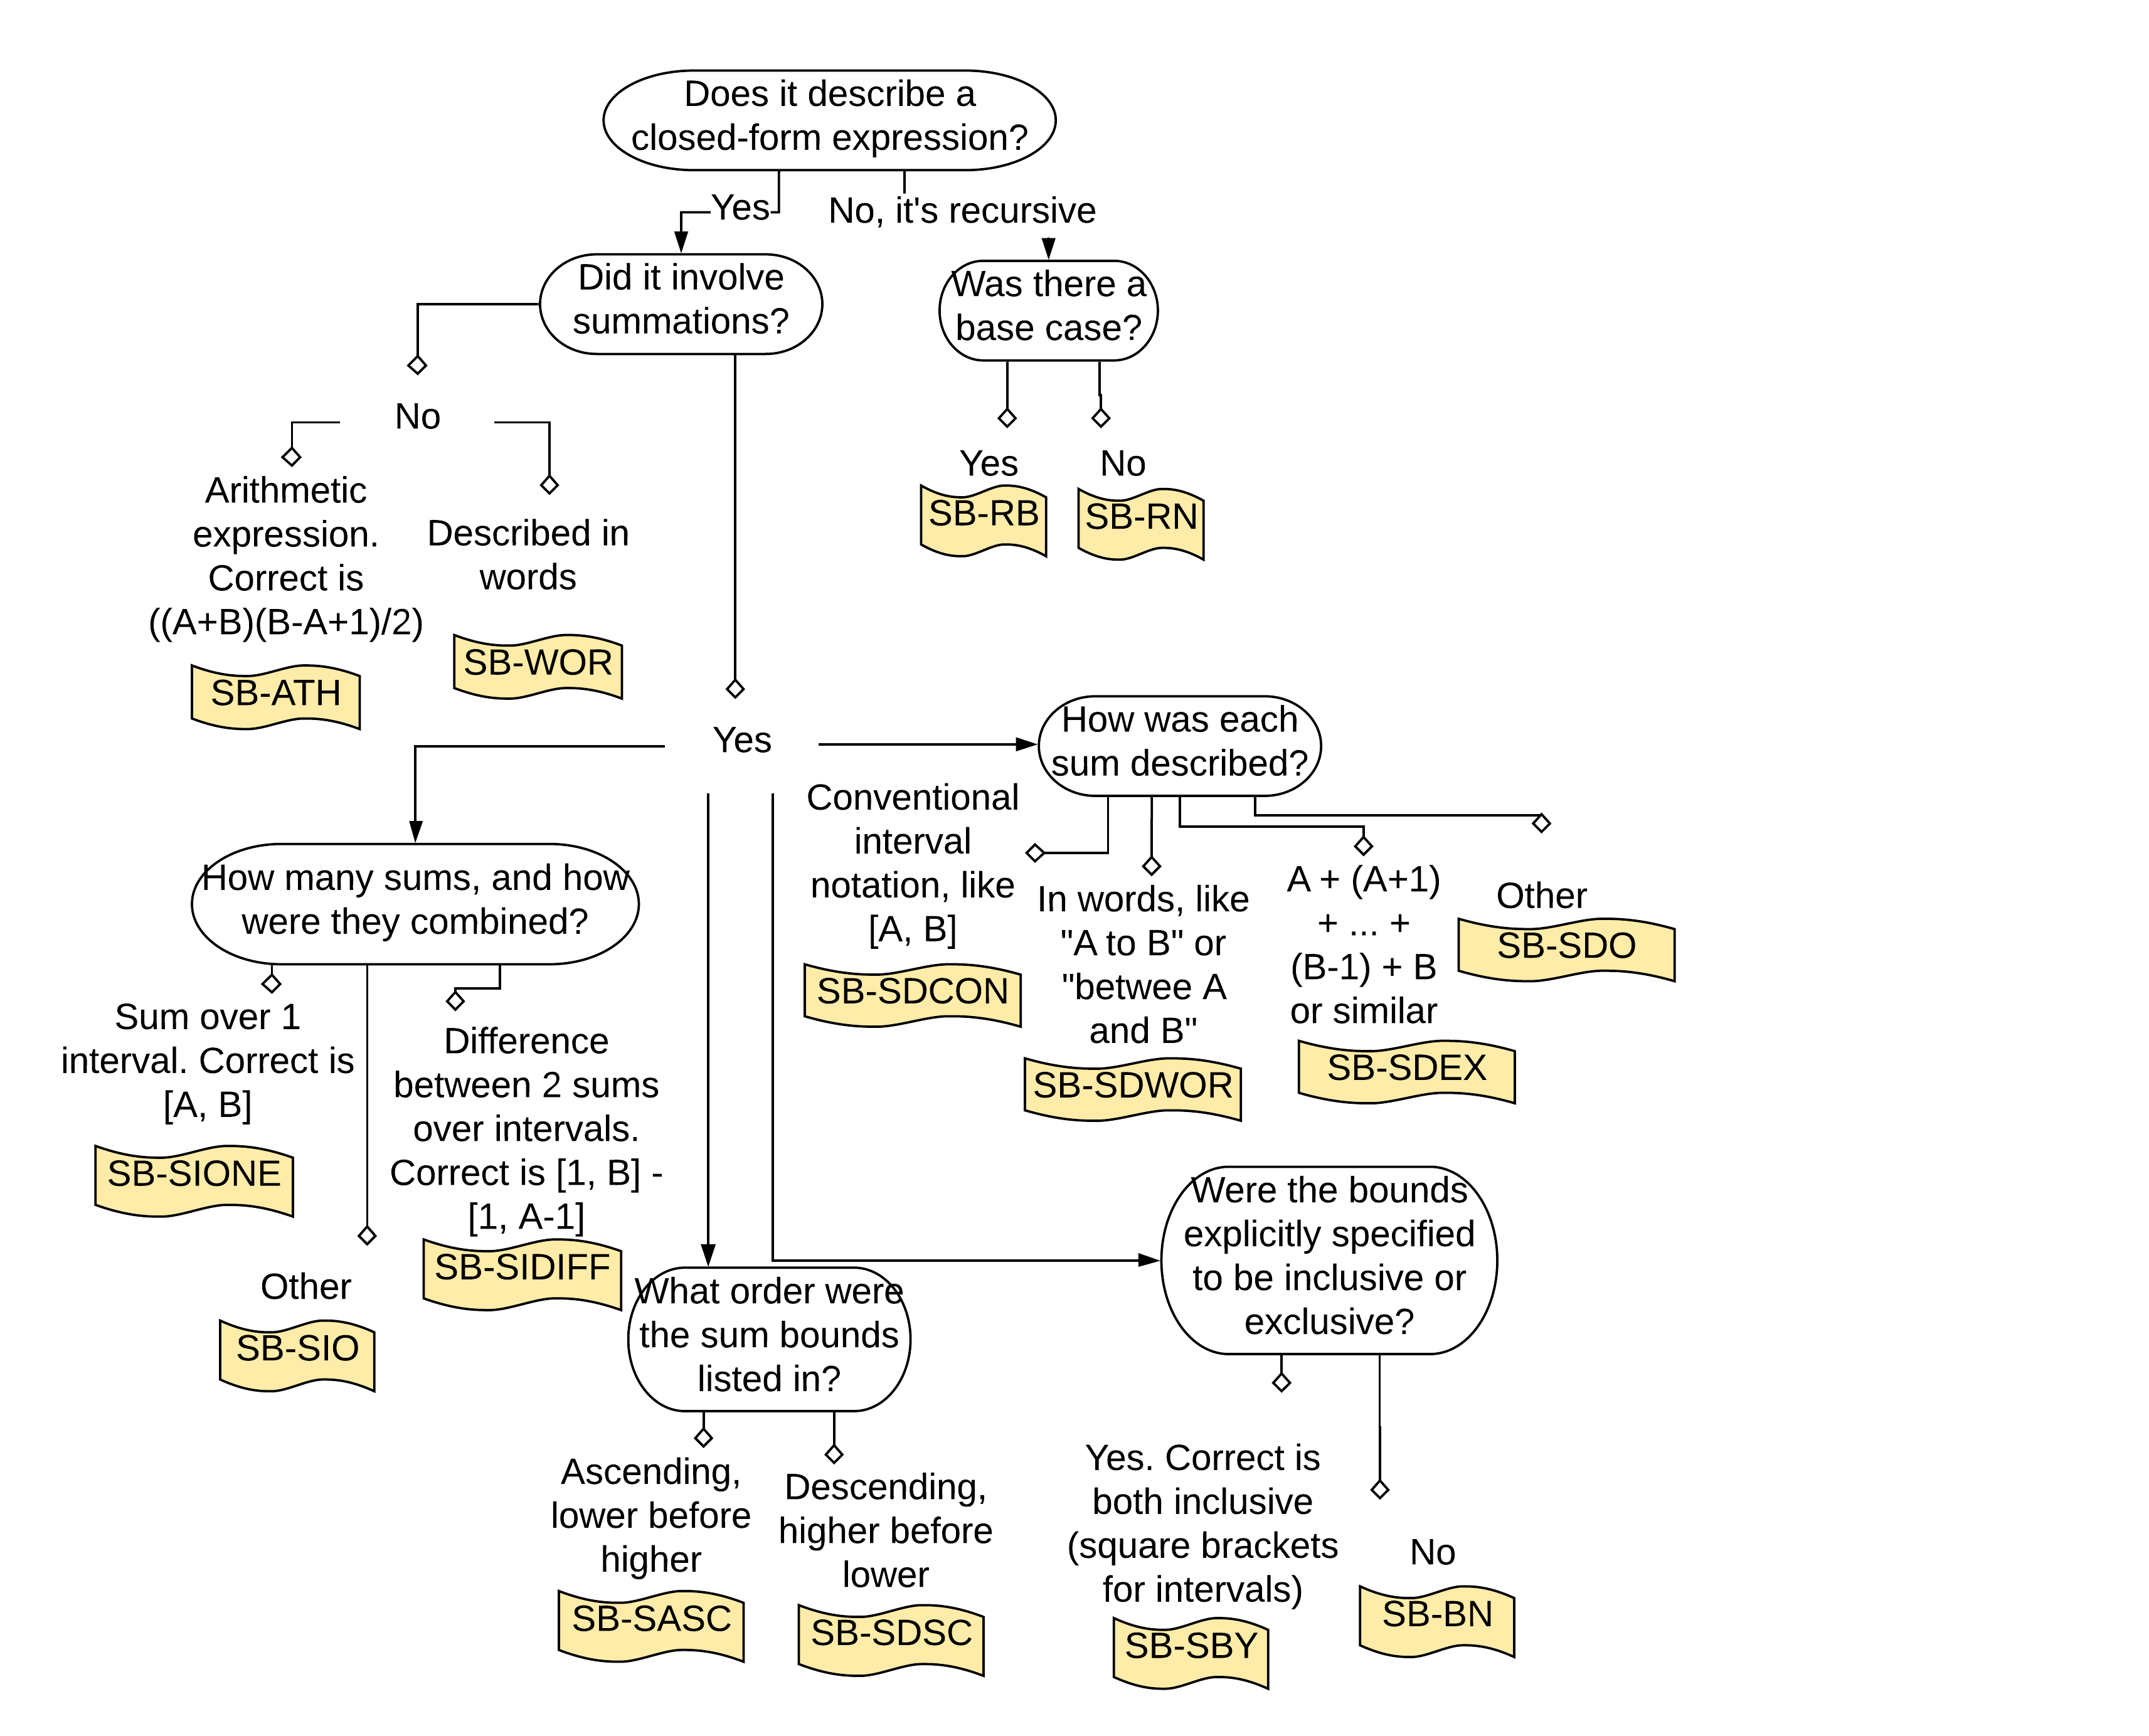 Does it describe a
closed-form expression?
Yes
No, it's recursive
Did it involve
summations?
Was there a
base case?
No
Yes
No
SB-RB
SB-RN
Arithmetic
expression.
Correct is
((A+B)(B-A+1)/2)
SB-ATH
Described in
words
SB-WOR
Yes
How was each
sum described?
Conventional
interval
notation, like
[A, B]
SB-SDCON
In words, like
"A to B" or
"betwee A
and B"
SB-SDWOR
A + (A+1)
+ ... +
(B-1) + B
or similar
SB-SDEX
Other
SB-SDO
How many sums, and how
were they combined?
Sum over 1
interval. Correct is
[A, B]
SB-SIONE
Other
SB-SIO
Difference
between 2 sums
over intervals.
Correct is [1, B] -
[1, A-1]
SB-SIDIFF
What order were
the sum bounds
listed in?
Ascending,
lower before
higher
SB-SASC
Descending,
higher before
lower
SB-SDSC
Were the bounds
explicitly specified
to be inclusive or
exclusive?
Yes. Correct is
both inclusive
(square brackets
for intervals)
SB-SBY
No
SB-BN